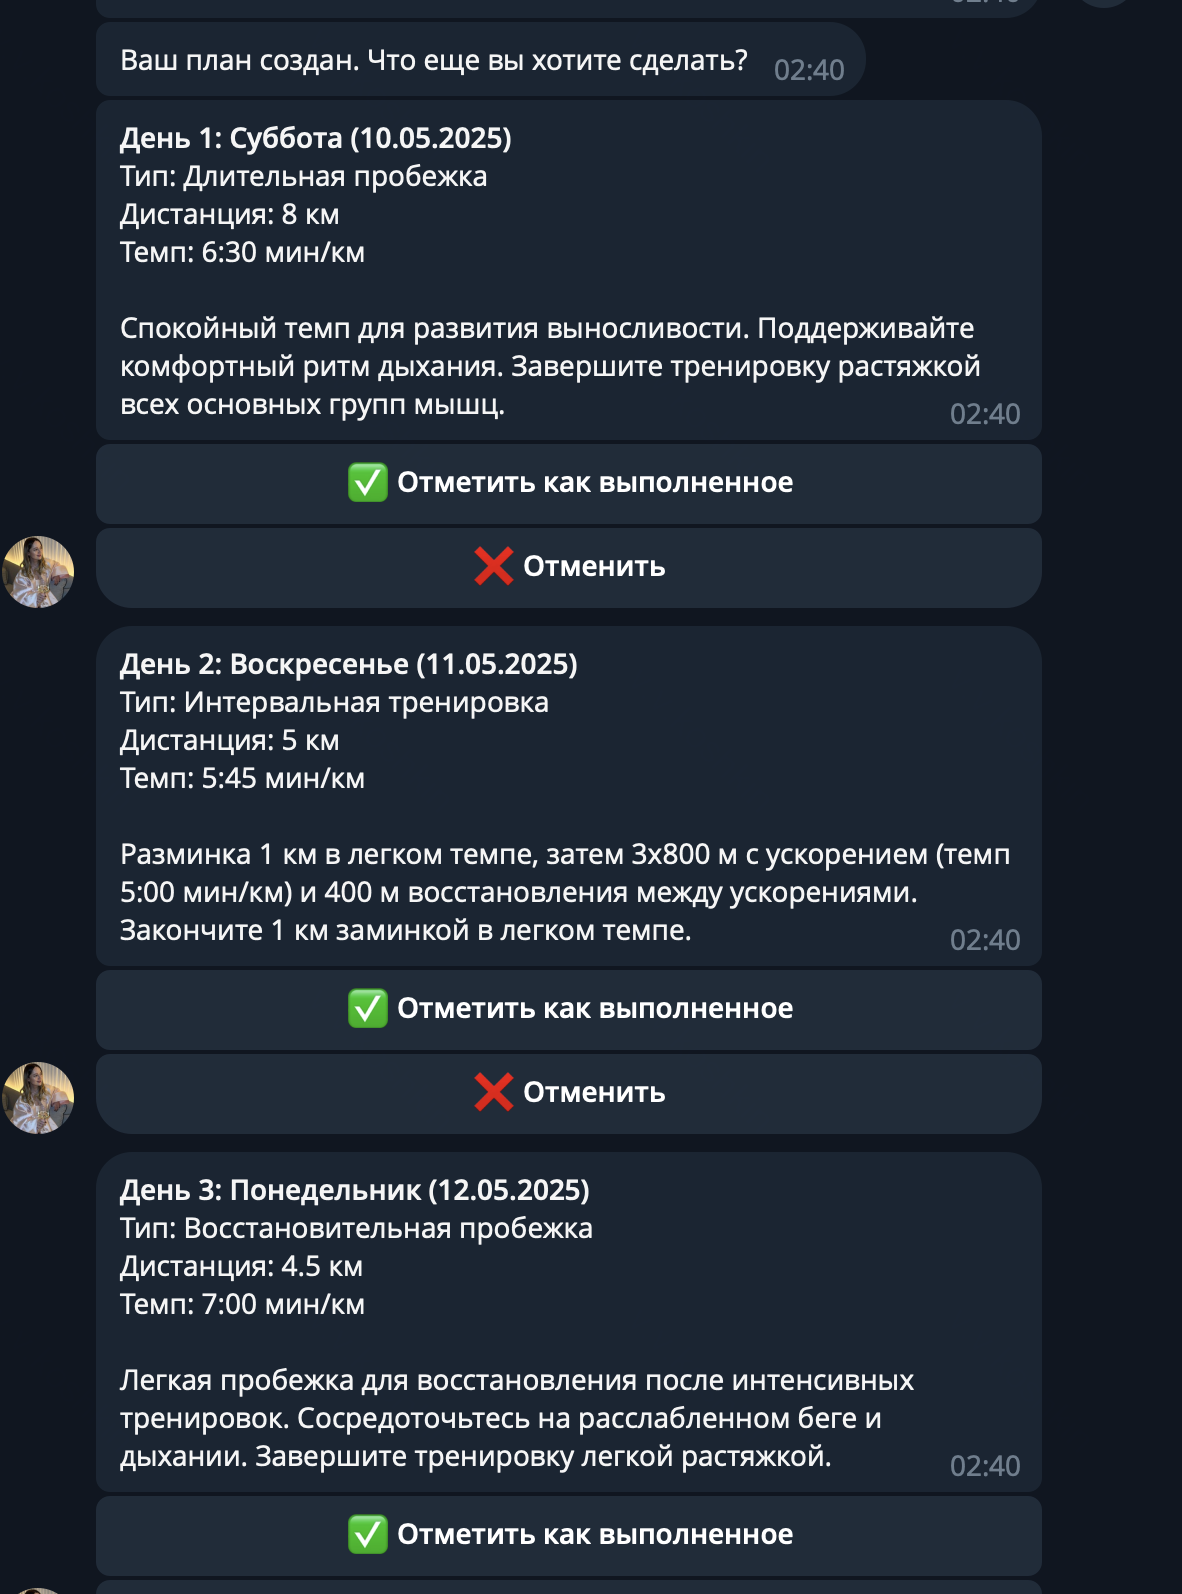 Ваш план создан. Что еще вы хотите сделать? 02:40
День 1: Суббота (10.05.2025)
Тип: Длительная пробежка
Дистанция: 8 км
Темп: 6:30 мин/км
Спокойный темп для развития выносливости. Поддерживайте
комфортный ритм дыхания. Завершите тренировку растяжкой
всех основных групп мышц. 02:40
✅ Отметить как выполненное
❌ Отменить
День 2: Воскресенье (11.05.2025)
Тип: Интервальная тренировка
Дистанция: 5 км
Темп: 5:45 мин/км
Разминка 1 км в легком темпе, затем 3x800 м с ускорением (темп
5:00 мин/км) и 400 м восстановления между ускорениями.
Закончите 1 км заминкой в легком темпе. 02:40
✅ Отметить как выполненное
❌ Отменить
День 3: Понедельник (12.05.2025)
Тип: Восстановительная пробежка
Дистанция: 4.5 км
Темп: 7:00 мин/км
Легкая пробежка для восстановления после интенсивных
тренировок. Сосредоточьтесь на расслабленном беге и
дыхании. Завершите тренировку легкой растяжкой. 02:40
✅ Отметить как выполненное